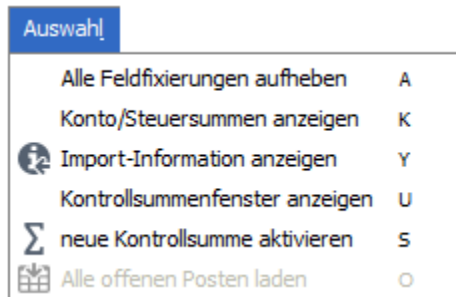 Auswahl
Alle Feldfixierungen aufheben A
Konto/Steuersummen anzeigen K
Import-Information anzeigen Y
Kontrollsummenfenster anzeigen U
neue Kontrollsumme aktivieren S
Alle offenen Posten laden O